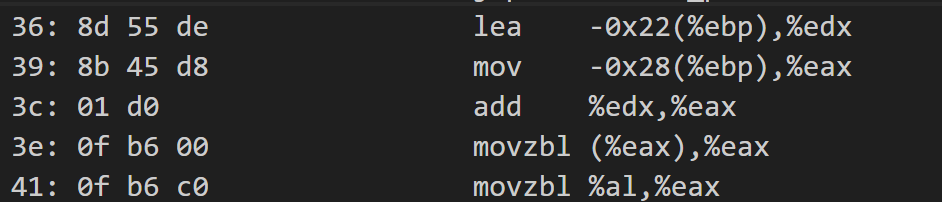 36: 8d 55 de lea -0x22(%ebp),%edx
39: 8b 45 d8 mov -0x28(%ebp),%eax
3c: 01 d0 add %edx,%eax
3e: 0f b6 00 movzbl (%eax),%eax
41: 0f b6 c0 movzbl %al,%eax